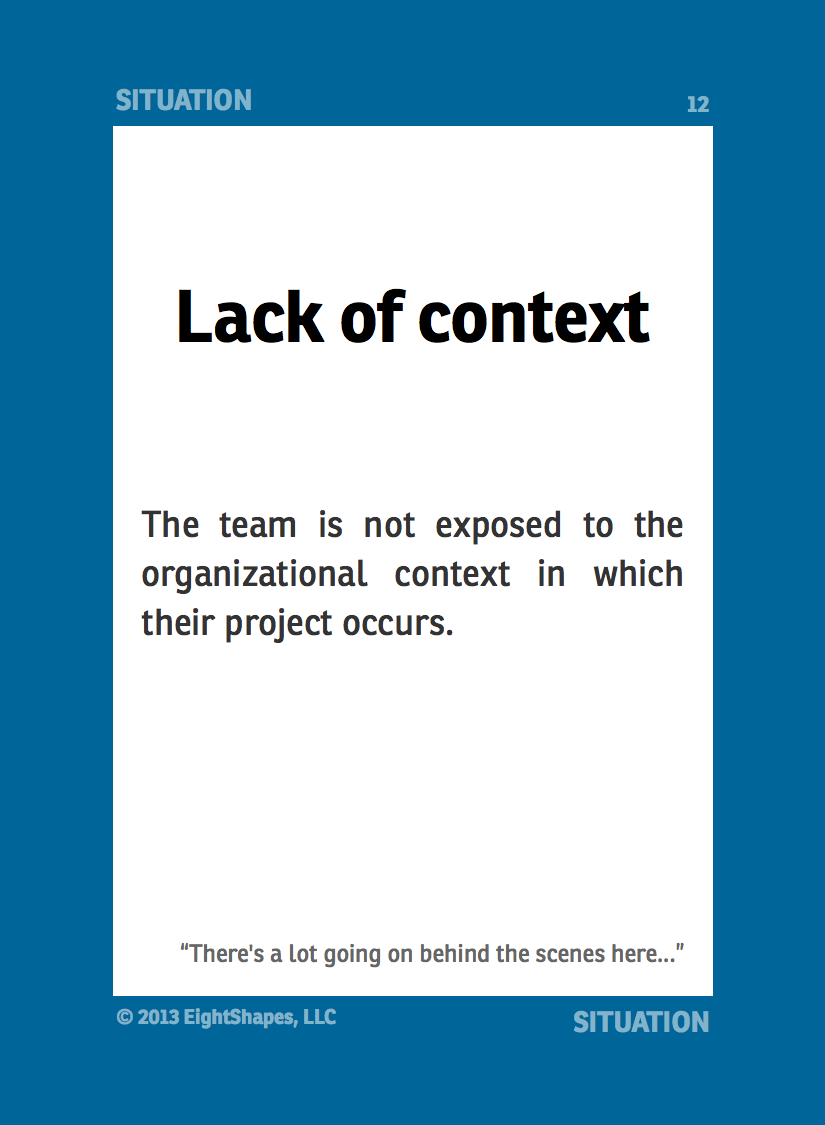 SITUATION
12
Lack of context
The team is not exposed to the
organizational context in which
their project occurs.
“There's a lot going on behind the scenes here...”
© 2013 EightShapes, LLC
SITUATION